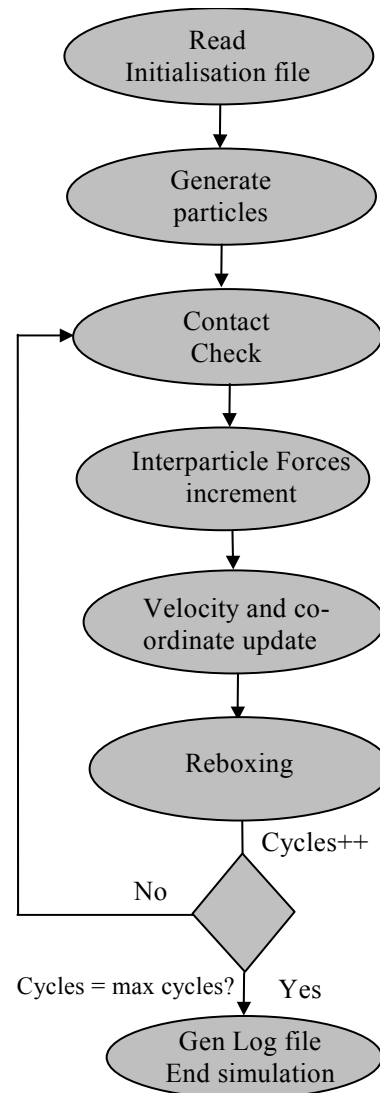 Read
Initialisation file
Generate
particles
Contact
Check
Interparticle Forces
increment
Velocity and co-
ordinate update
Reboxing
Cycles++
No
Cycles = max cycles?
Yes
Gen Log file
End simulation